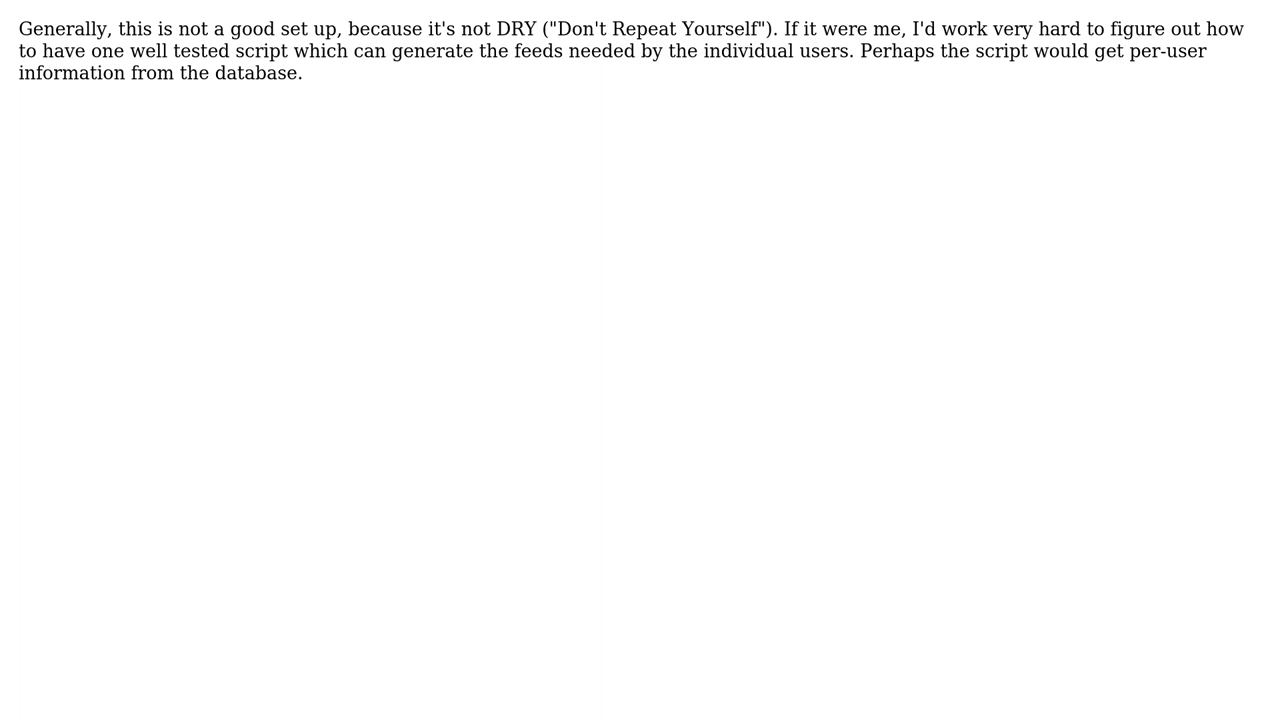 Generally, this is not a good set up, because it's not DRY ("Don't Repeat Yourself"). If it were me, I'd work very hard to figure out how
to have one well tested script which can generate the feeds needed by the individual users. Perhaps the script would get per-user
information from the database.